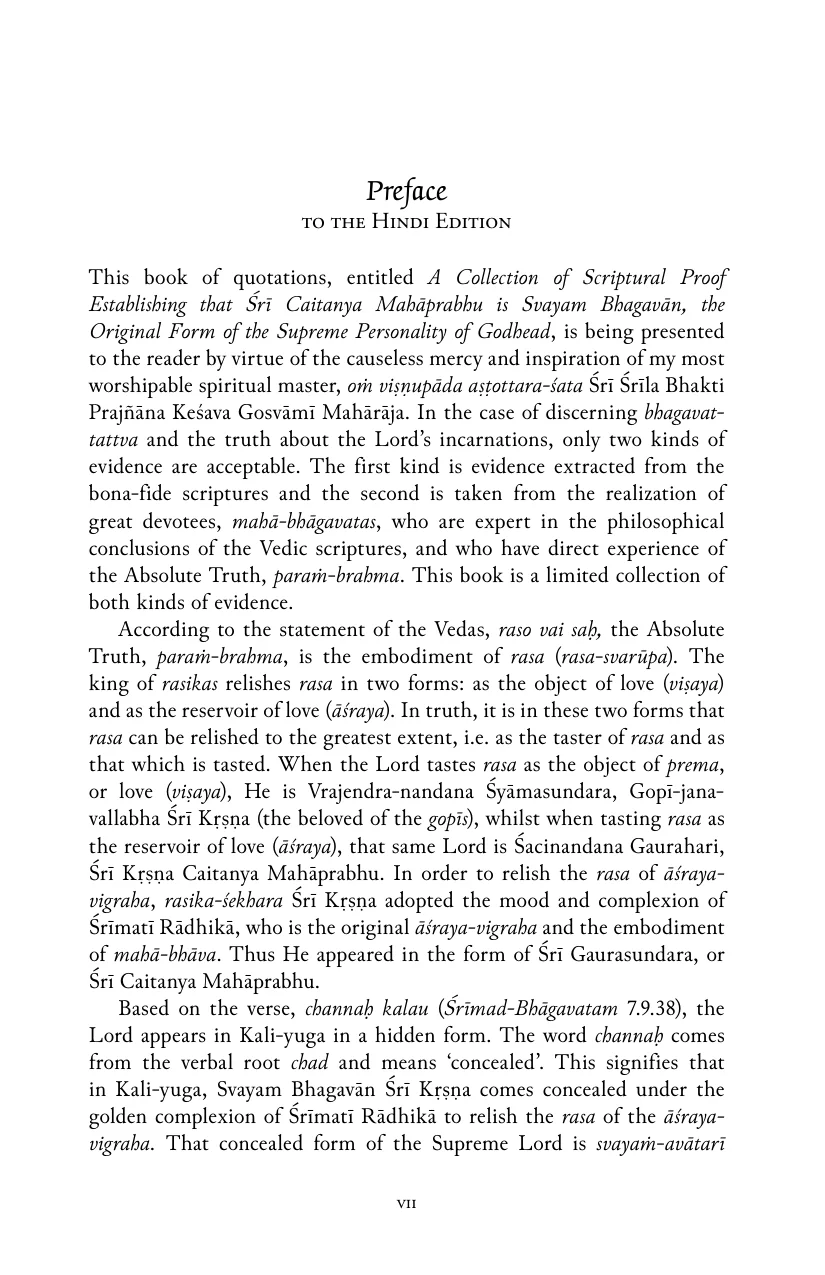 Preface
to the Hindi Edition
This book of quotations, entitled A Collection of Scriptural Proof
Establishing that Śrī Caitanya Mahāprabhu is Svayam Bhagavān, the
Original Form of the Supreme Personality of Godhead, is being presented
to the reader by virtue of the causeless mercy and inspiration of my most
worshipable spiritual master, oṁ viṣṇupāda aṣṭottara-śata Śrī Śrīla Bhakti
Prajñāna Keśava Gosvāmī Mahārāja. In the case of discerning bhagavat-
tattva and the truth about the Lord’s incarnations, only two kinds of
evidence are acceptable. The first kind is evidence extracted from the
bona-fide scriptures and the second is taken from the realization of
great devotees, mahā-bhāgavatas, who are expert in the philosophical
conclusions of the Vedic scriptures, and who have direct experience of
the Absolute Truth, paraṁ-brahma. This book is a limited collection of
both kinds of evidence.
According to the statement of the Vedas, raso vai saḥ, the Absolute
Truth, paraṁ-brahma, is the embodiment of rasa (rasa-svarūpa). The
king of rasikas relishes rasa in two forms: as the object of love (viṣaya)
and as the reservoir of love (āśraya). In truth, it is in these two forms that
rasa can be relished to the greatest extent, i.e. as the taster of rasa and as
that which is tasted. When the Lord tastes rasa as the object of prema,
or love (viṣaya), He is Vrajendra-nandana Śyāmasundara, Gopī-jana-
vallabha Śrī Kṛṣṇa (the beloved of the gopīs), whilst when tasting rasa as
the reservoir of love (āśraya), that same Lord is Śacinandana Gaurahari,
Śrī Kṛṣṇa Caitanya Mahāprabhu. In order to relish the rasa of āśraya-
vigraha, rasika-śekhara Śrī Kṛṣṇa adopted the mood and complexion of
Śrīmatī Rādhikā, who is the original āśraya-vigraha and the embodiment
of mahā-bhāva. Thus He appeared in the form of Śrī Gaurasundara, or
Śrī Caitanya Mahāprabhu.
Based on the verse, channaḥ kalau (Śrīmad-Bhāgavatam 7.9.38), the
Lord appears in Kali-yuga in a hidden form. The word channaḥ comes
from the verbal root chad and means ‘concealed’. This signifies that
in Kali-yuga, Svayam Bhagavān Śrī Kṛṣṇa comes concealed under the
golden complexion of Śrīmatī Rādhikā to relish the rasa of the āśraya-
vigraha. That concealed form of the Supreme Lord is svayaṁ-avātarī
vii